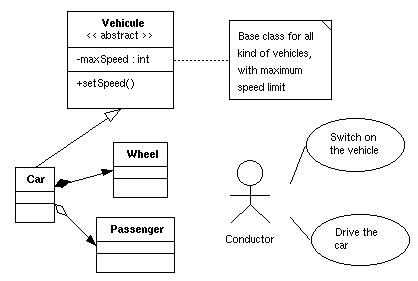 Vehicule
<< abstract >>
-maxSpeed : int
+setSpeed()
Base class for all
kind of vehicles,
with maximum
speed limit
Car
Wheel
Passenger
Conductor
Switch on
the vehicle
Drive the
car